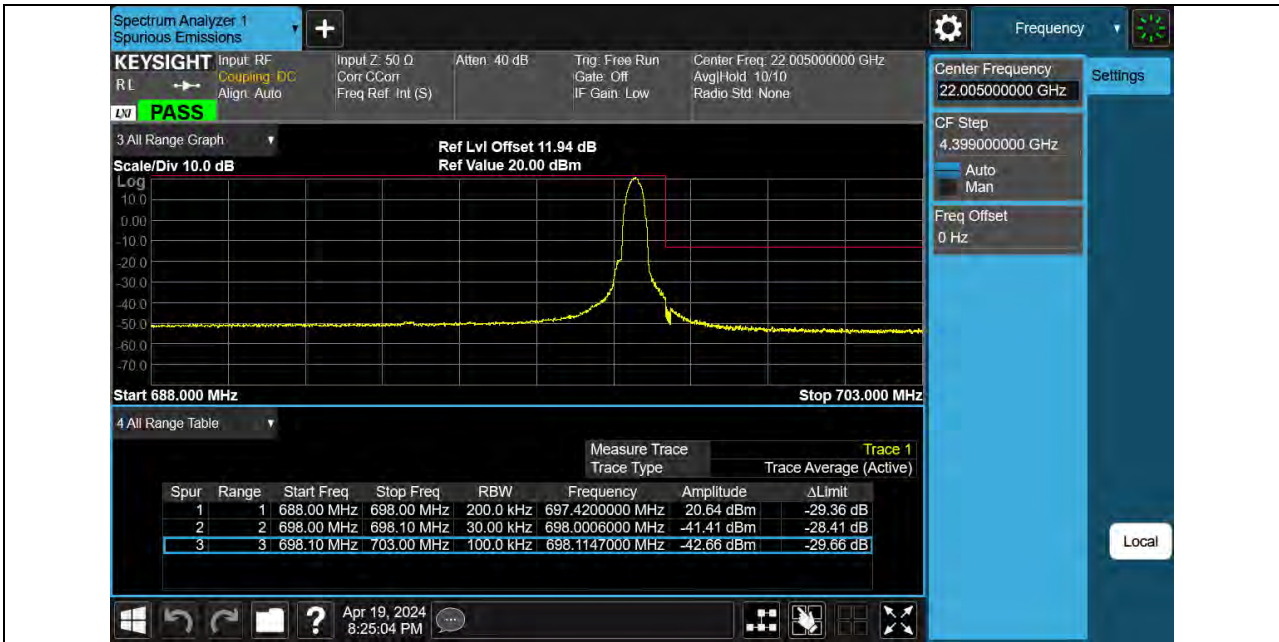 Spectrum Analyzer 1
Spurious Emissions
Frequency
KEYSIGHT
RL
LXI
PASS
Input: RF
Coupling: DC
Align: Auto
Input Z: 50 Ω
Corr CCorr
Freq Ref: Int (S)
Atten: 40 dB
Trig: Free Run
Gate: Off
IF Gain: Low
Center Freq: 22.005000000 GHz
Avg|Hold: 10/10
Radio Std: None
Center Frequency
22.005000000 GHz
Settings
CF Step
4.399000000 GHz
Auto
Man
Freq Offset
0 Hz
3 All Range Graph
Scale/Div 10.0 dB
Ref Lvl Offset 11.94 dB
Ref Value 20.00 dBm
Log
10.0
0.00
-10.0
-20.0
-30.0
-40.0
-50.0
-60.0
-70.0
Start 688.000 MHz Stop 703.000 MHz
4 All Range Table
Measure Trace Trace 1
Trace Type Trace Average (Active)
Spur Range Start Freq Stop Freq RBW Frequency Amplitude ΔLimit
1 1 688.00 MHz 698.00 MHz 200.0 kHz 697.4200000 MHz 20.64 dBm -29.36 dB
2 2 698.00 MHz 698.10 MHz 30.00 kHz 698.0006000 MHz -41.41 dBm -28.41 dB
3 3 698.10 MHz 703.00 MHz 100.0 kHz 698.1147000 MHz -42.66 dBm -29.66 dB
Local
?
Apr 19, 2024
8:25:04 PM